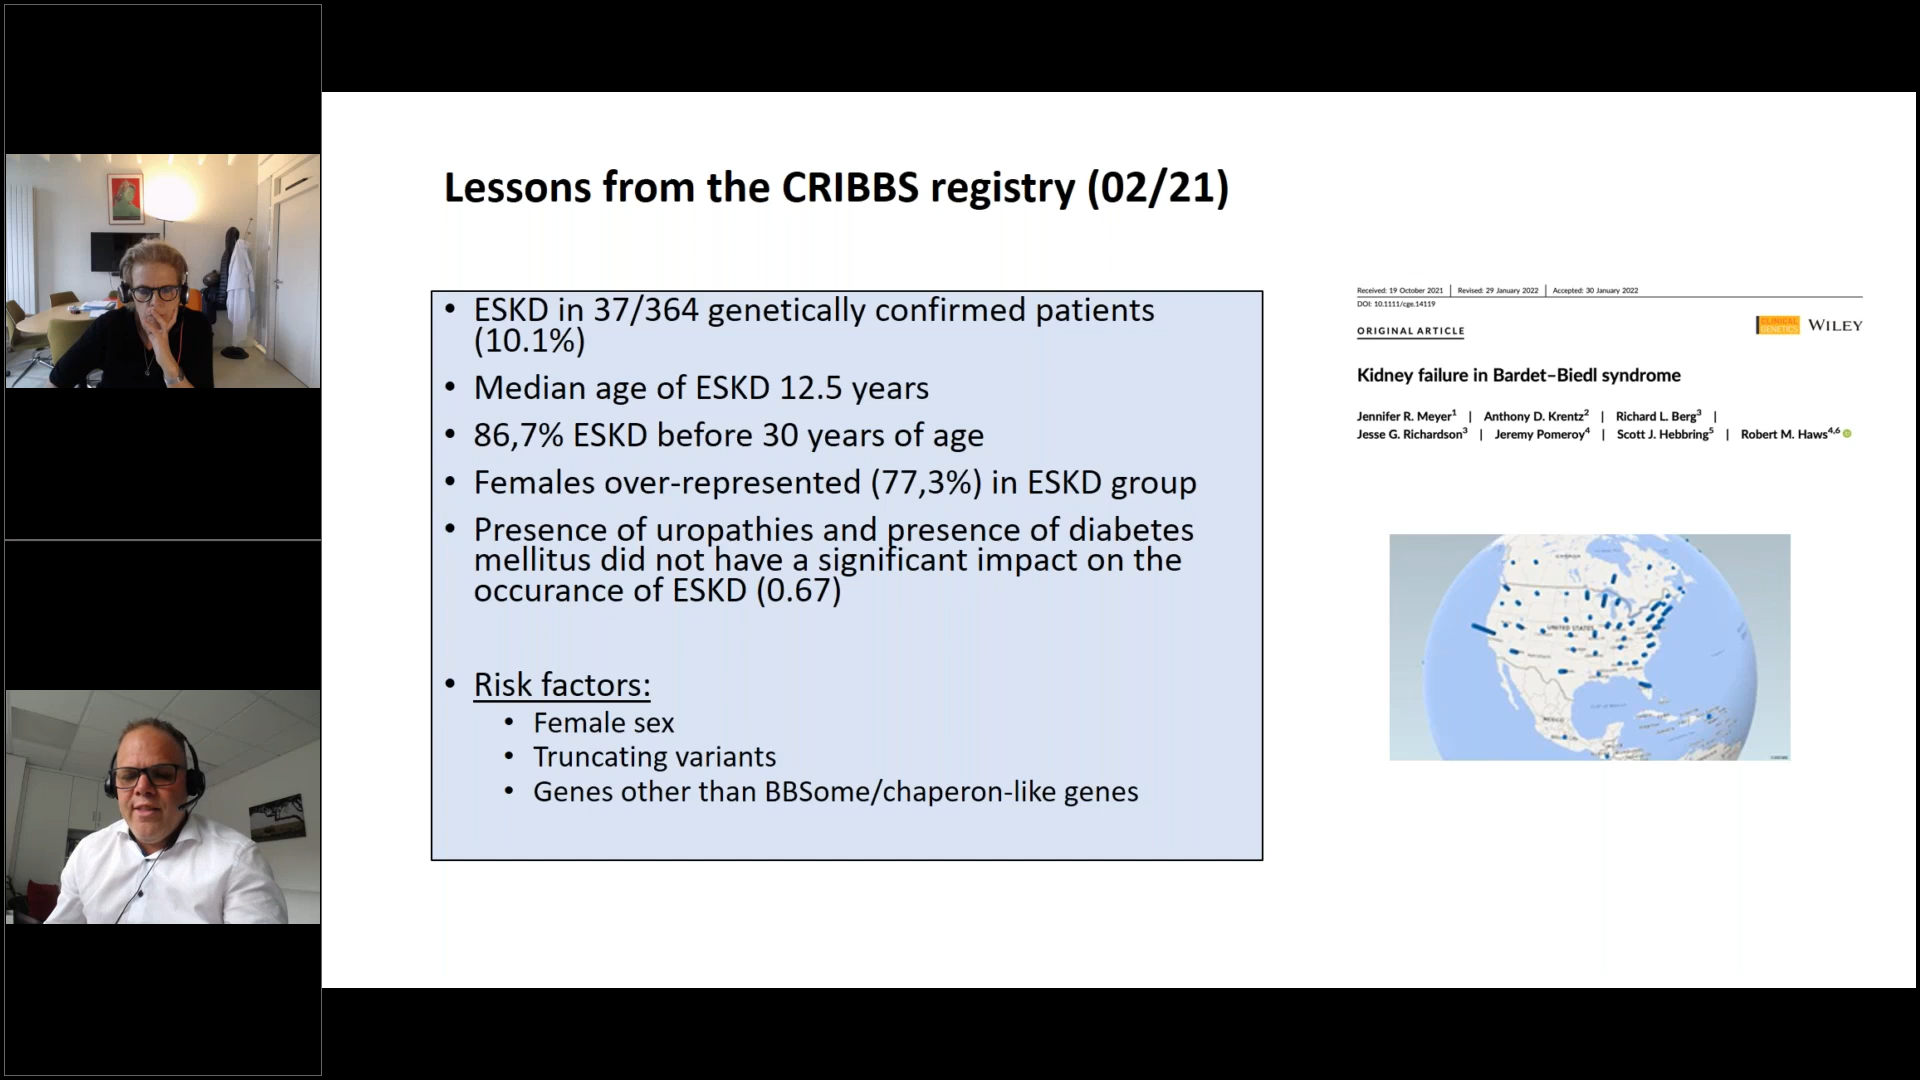 Lessons from the CRIBBS registry (02/21)
• ESKD in 37/364 genetically confirmed patients
(10.1%)
• Median age of ESKD 12.5 years
• 86,7% ESKD before 30 years of age
• Females over-represented (77,3%) in ESKD group
• Presence of uropathies and presence of diabetes
mellitus did not have a significant impact on the
occurance of ESKD (0.67)
• Risk factors:
• Female sex
• Truncating variants
• Genes other than BBSome/chaperon-like genes
Received: 19 October 2021 | Revised: 29 January 2022 | Accepted: 30 January 2022
DOI: 10.1111/cge.14119
ORIGINAL ARTICLE
CLINICAL
GENETICS
WILEY
Kidney failure in Bardet–Biedl syndrome
Jennifer R. Meyer1 | Anthony D. Krentz2 | Richard L. Berg3 |
Jesse G. Richardson3 | Jeremy Pomeroy4 | Scott J. Hebbring5 | Robert M. Haws4,6
UNITED STATES
MEXICO